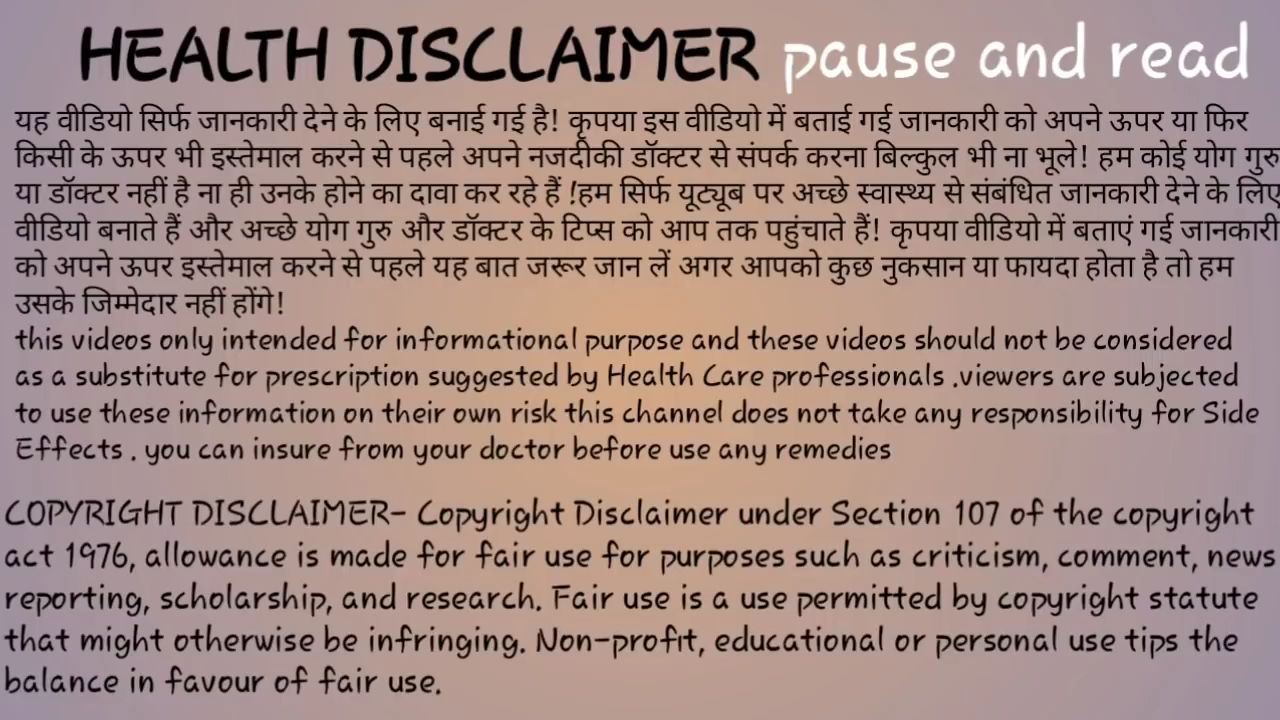 HEALTH DISCLAIMER pause and read
यह वीडियो सिर्फ जानकारी देने के लिए बनाई गई है! कृपया इस वीडियो में बताई गई जानकारी को अपने ऊपर या फिर
किसी के ऊपर भी इस्तेमाल करने से पहले अपने नजदीकी डॉक्टर से संपर्क करना बिल्कुल भी ना भूले! हम कोई योग गुरु
या डॉक्टर नहीं है ना ही उनके होने का दावा कर रहे हैं !हम सिर्फ यूट्यूब पर अच्छे स्वास्थ्य से संबंधित जानकारी देने के लिए
वीडियो बनाते हैं और अच्छे योग गुरु और डॉक्टर के टिप्स को आप तक पहुंचाते हैं! कृपया वीडियो में बताएं गई जानकारी
को अपने ऊपर इस्तेमाल करने से पहले यह बात जरूर जान लें अगर आपको कुछ नुकसान या फायदा होता है तो हम
उसके जिम्मेदार नहीं होंगे!
this videos only intended for informational purpose and these videos should not be considered
as a substitute for prescription suggested by Health Care professionals .viewers are subjected
to use these information on their own risk this channel does not take any responsibility for Side
Effects . you can insure from your doctor before use any remedies
COPYRIGHT DISCLAIMER- Copyright Disclaimer under Section 107 of the copyright
act 1976, allowance is made for fair use for purposes such as criticism, comment, news
reporting, scholarship, and research. Fair use is a use permitted by copyright statute
that might otherwise be infringing. Non-profit, educational or personal use tips the
balance in favour of fair use.